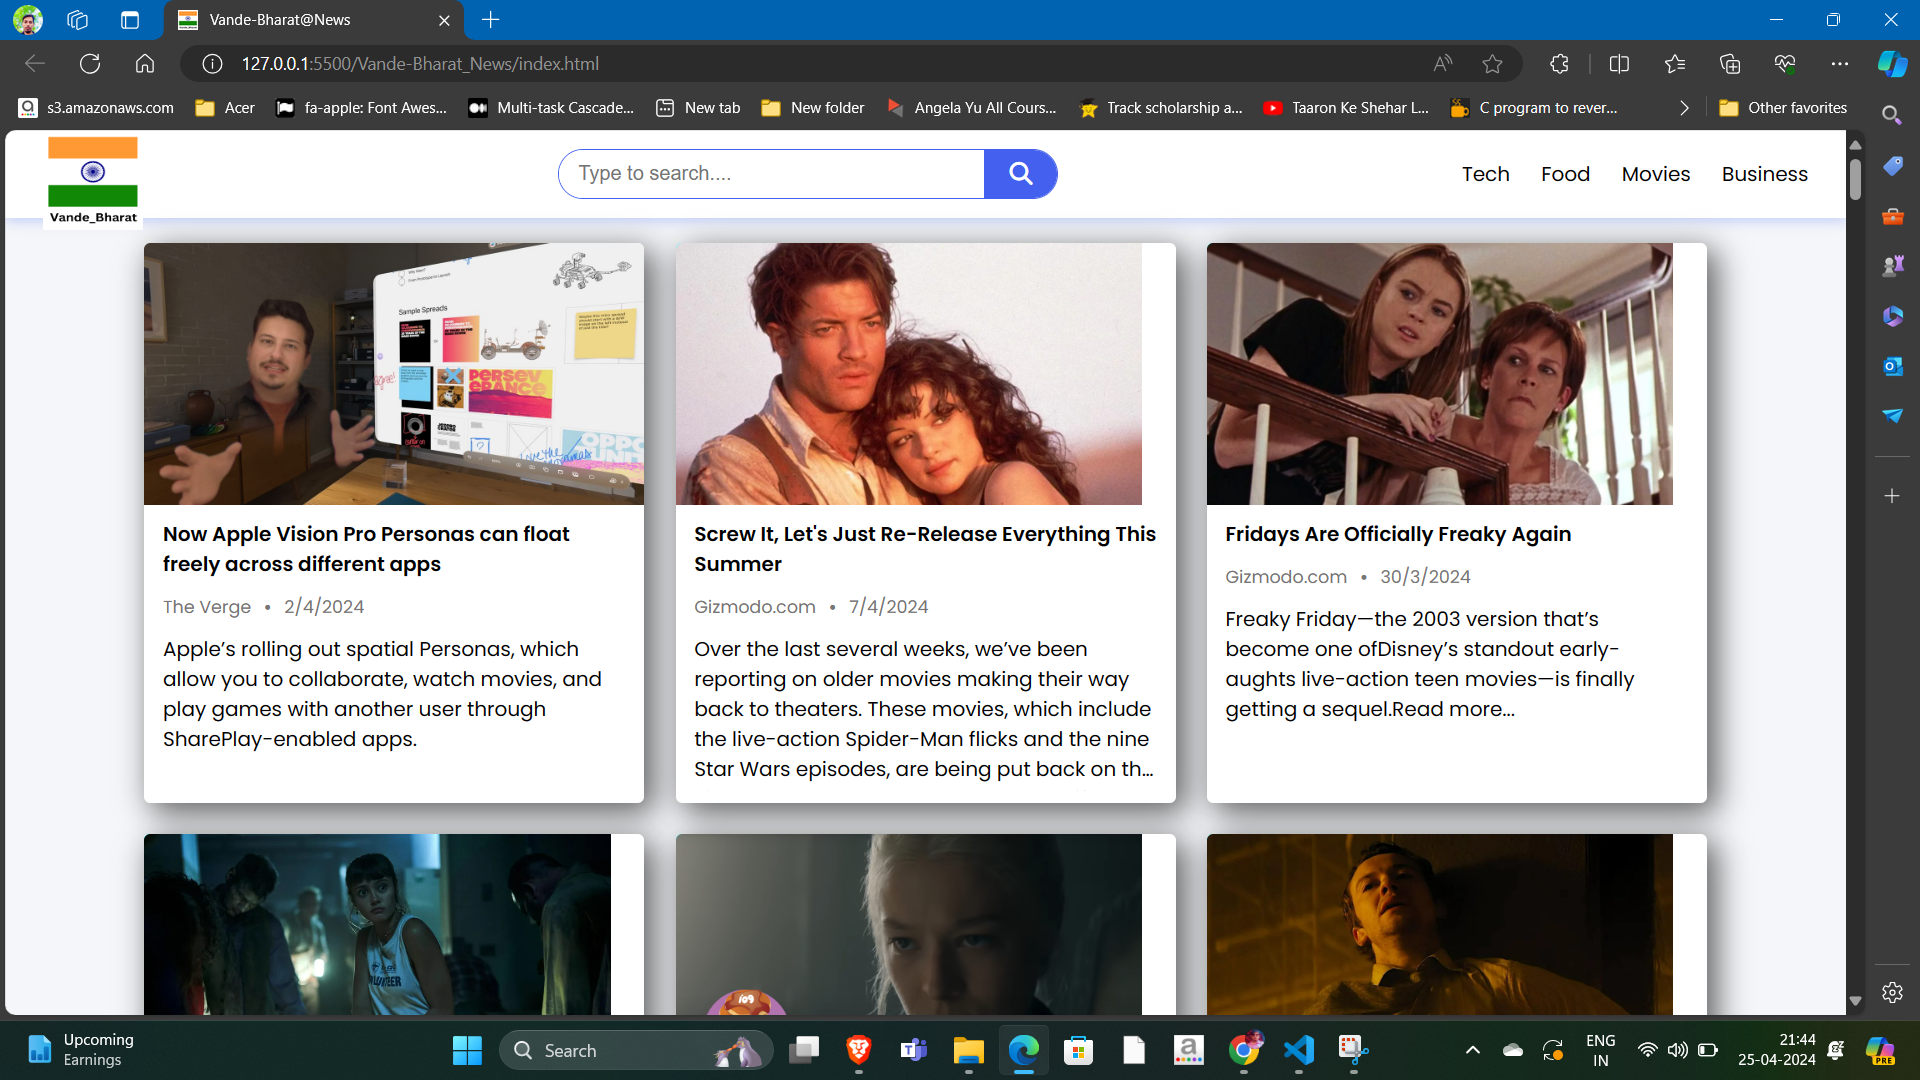 Vande-Bharat@News
127.0.0.1:5500/Vande-Bharat_News/index.html
s3.amazonaws.com
Acer
fa-apple: Font Awes...
Multi-task Cascade...
New tab
New folder
Angela Yu All Cours...
Track scholarship a...
Taaron Ke Shehar L...
C program to rever...
Other favorites
Vande_Bharat
Type to search....
Tech
Food
Movies
Business
Sample Spreads
PERSEVERANCE
Now Apple Vision Pro Personas can float
freely across different apps
The Verge • 2/4/2024
Apple’s rolling out spatial Personas, which
allow you to collaborate, watch movies, and
play games with another user through
SharePlay-enabled apps.
Screw It, Let's Just Re-Release Everything This
Summer
Gizmodo.com • 7/4/2024
Over the last several weeks, we’ve been
reporting on older movies making their way
back to theaters. These movies, which include
the live-action Spider-Man flicks and the nine
Star Wars episodes, are being put back on th...
Fridays Are Officially Freaky Again
Gizmodo.com • 30/3/2024
Freaky Friday—the 2003 version that’s
become one ofDisney’s standout early-
aughts live-action teen movies—is finally
getting a sequel.Read more...
io9
Upcoming
Earnings
Search
ENG
IN
21:44
25-04-2024
PRE